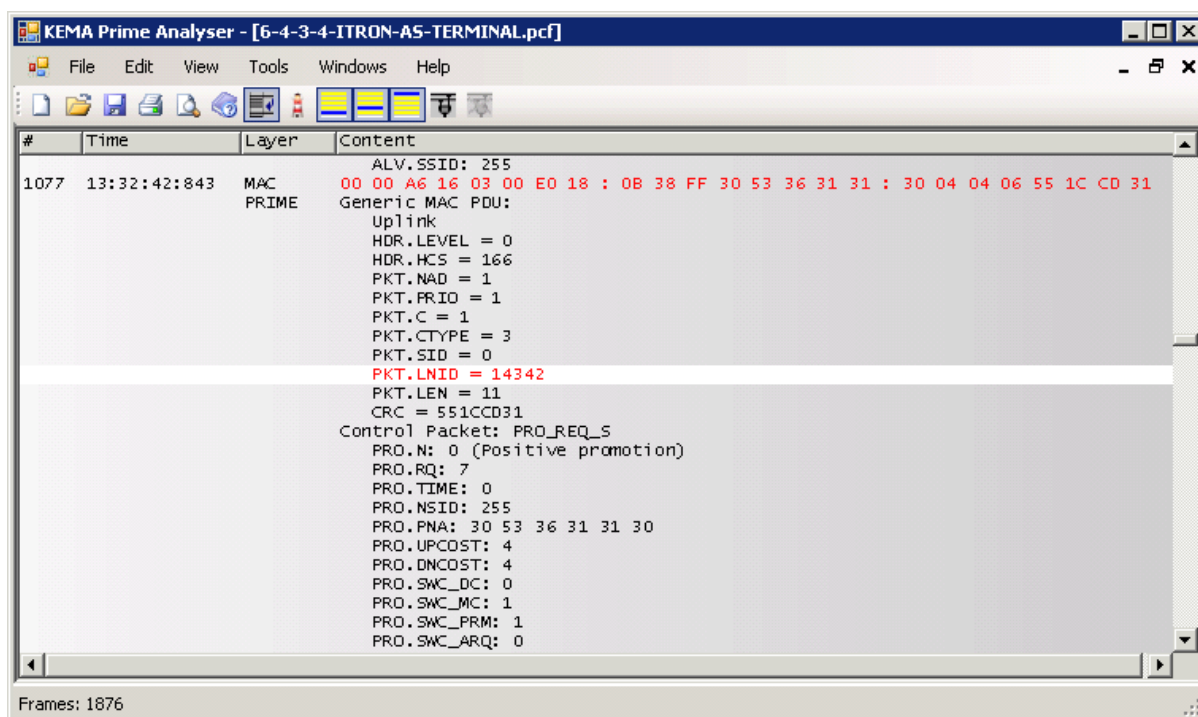 KEMA Prime Analyser - [6-4-3-4-ITRON-AS-TERMINAL.pcf]
File Edit View Tools Windows Help
# Time Layer Content
ALV.SSID: 255
1077 13:32:42:843 MAC 00 00 A6 16 03 00 E0 18 : 0B 38 FF 30 53 36 31 31 : 30 04 04 06 55 1C CD 31
PRIME Generic MAC PDU:
Uplink
HDR.LEVEL = 0
HDR.HCS = 166
PKT.NAD = 1
PKT.PRIO = 1
PKT.C = 1
PKT.CTYPE = 3
PKT.SID = 0
PKT.LNID = 14342
PKT.LEN = 11
CRC = 551CCD31
Control Packet: PRO_REQ_S
PRO.N: 0 (Positive promotion)
PRO.RQ: 7
PRO.TIME: 0
PRO.NSID: 255
PRO.PNA: 30 53 36 31 31 30
PRO.UPCOST: 4
PRO.DNCOST: 4
PRO.SWC_DC: 0
PRO.SWC_MC: 1
PRO.SWC_PRM: 1
PRO.SWC_ARQ: 0
Frames: 1876